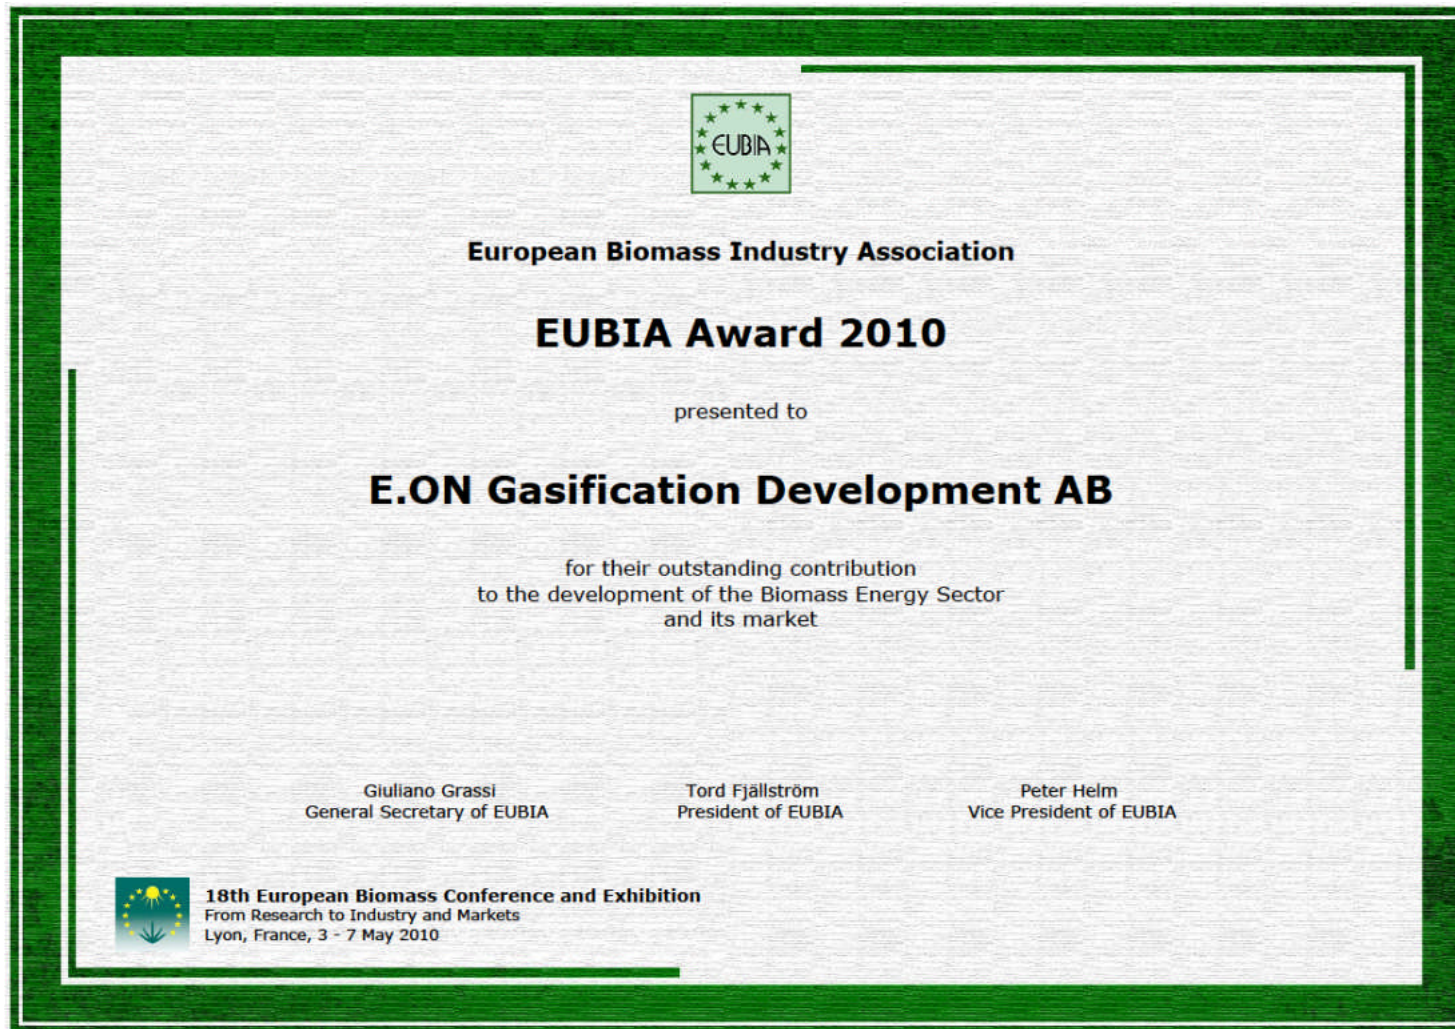 EUBIA
European Biomass Industry Association
EUBIA Award 2010
presented to
E.ON Gasification Development AB
for their outstanding contribution
to the development of the Biomass Energy Sector
and its market
Giuliano Grassi
General Secretary of EUBIA
Tord Fjällström
President of EUBIA
Peter Helm
Vice President of EUBIA
18th European Biomass Conference and Exhibition
From Research to Industry and Markets
Lyon, France, 3 - 7 May 2010